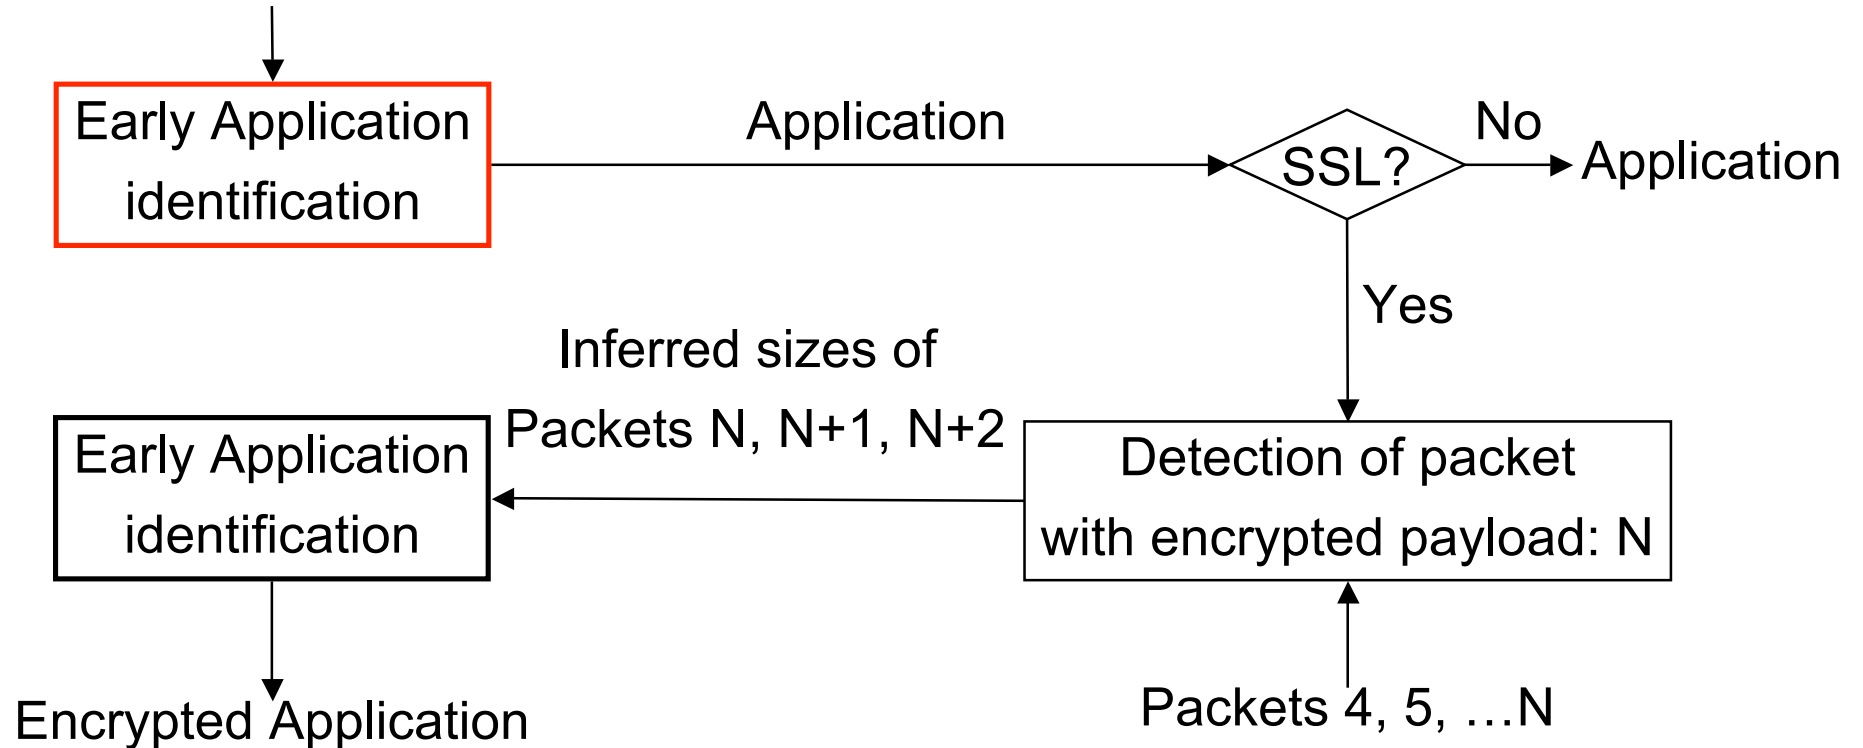 Early Application
identification
Application
SSL?
No
Application
Yes
Inferred sizes of
Packets N, N+1, N+2
Early Application
identification
Detection of packet
with encrypted payload: N
Encrypted Application
Packets 4, 5, …N